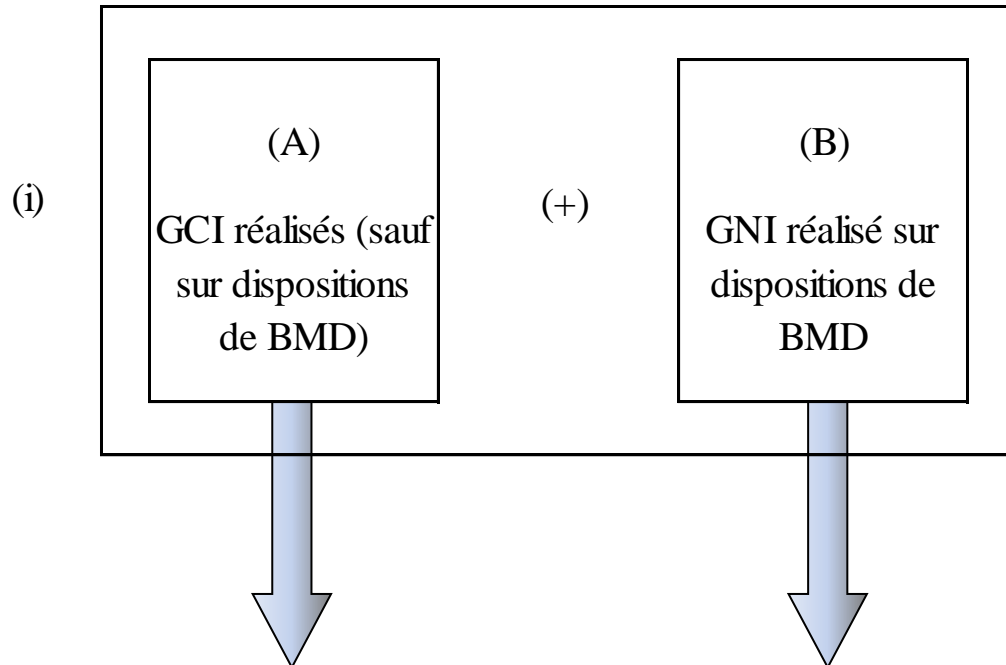 (i)
(A)
GCI réalisés (sauf
sur dispositions
de BMD)
(+)
(B)
GNI réalisé sur
dispositions de
BMD